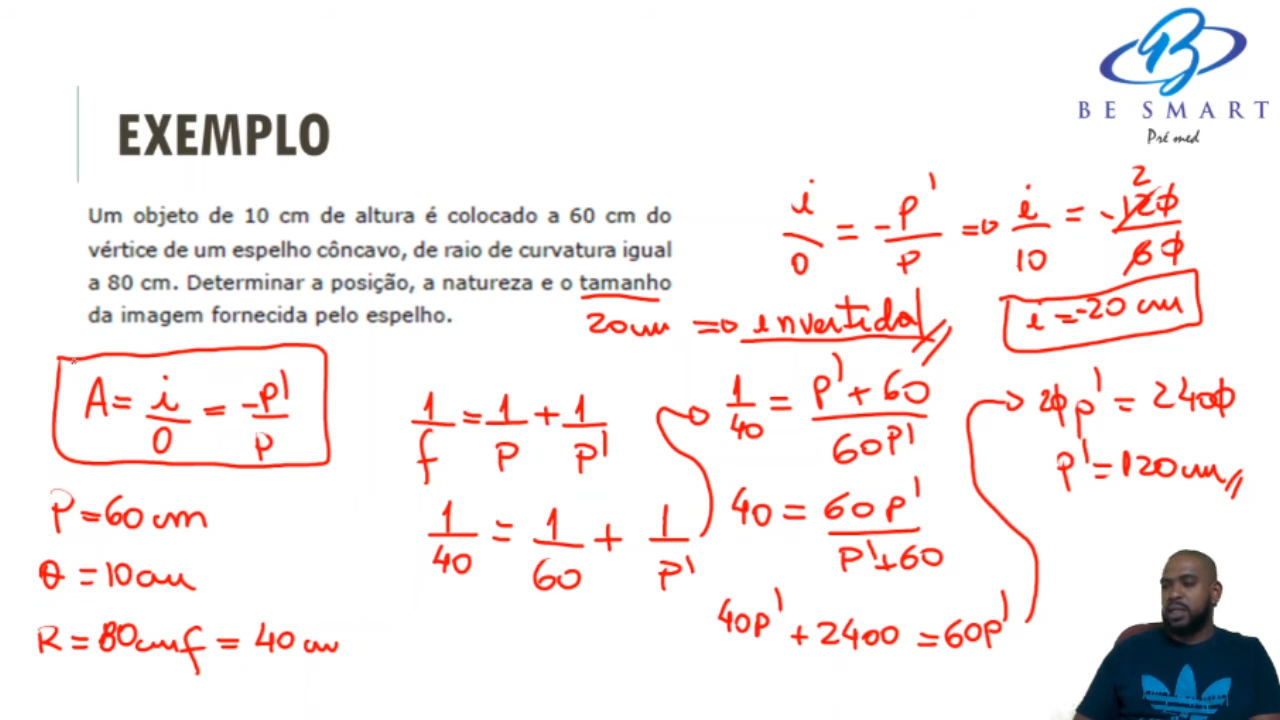 BE SMART
Pré med
EXEMPLO
Um objeto de 10 cm de altura é colocado a 60 cm do
vértice de um espelho côncavo, de raio de curvatura igual
a 80 cm. Determinar a posição, a natureza e o tamanho
da imagem fornecida pelo espelho.
i/0 = -p'/p ⇒ i/10 = -120/60 2
i = -20 cm
20cm ⇒ invertida //
A = i/0 = -p'/p
P = 60 cm
θ = 10 cm
R = 80 cm f = 40 cm
1/f = 1/p + 1/p'
1/40 = 1/60 + 1/p'
1/40 = p' + 60/60p'
40 = 60p'/p' + 60
40p' + 2400 = 60p'
20p' = 2400
p' = 120 cm //